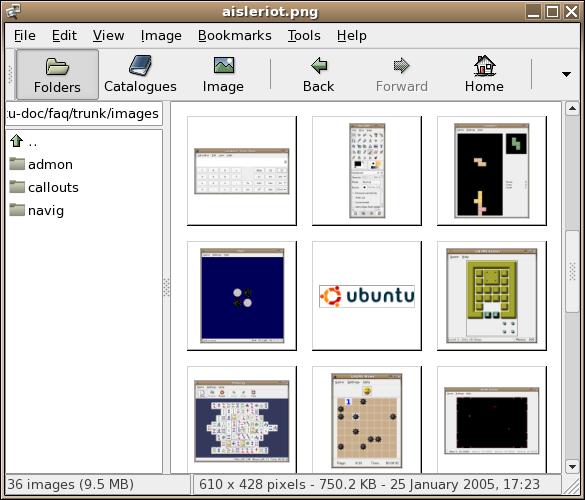 aisleriot.png
File Edit View Image Bookmarks Tools Help
Folders Catalogues Image Back Forward Home
tu-doc/faq/trunk/images
..
admon
callouts
navig
ubuntu
1
36 images (9.5 MB) 610 x 428 pixels - 750.2 KB - 25 January 2005, 17:23